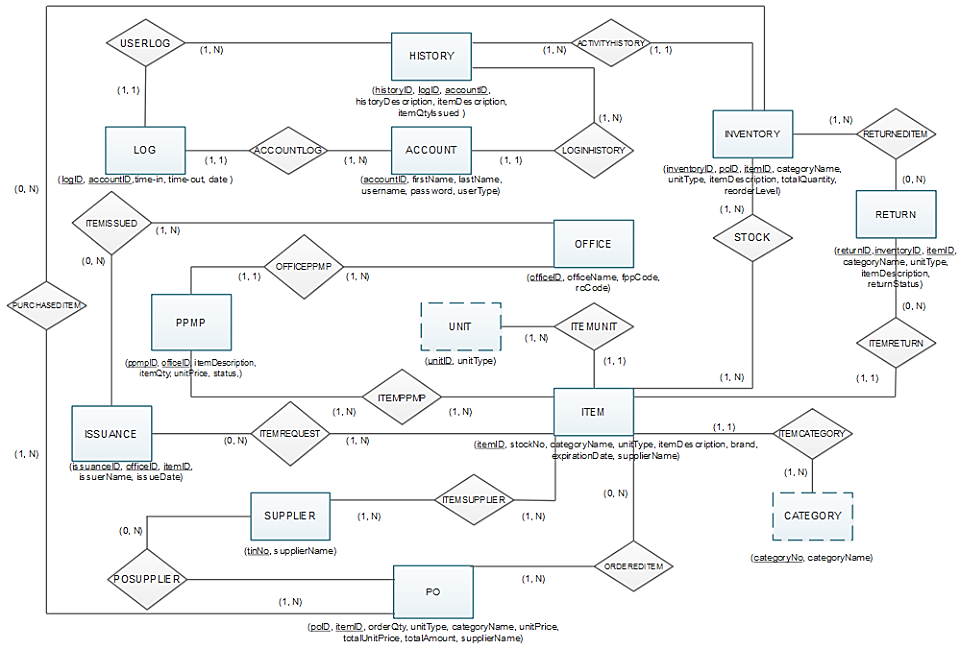 USERLOG
(1, N)
HISTORY
(1, N)
ACTIVITYHISTORY
(1, 1)
(historyID, logID, accountID,
historyDescription, itemDescription,
itemQtyIssued )
(1, 1)
(1, N)
LOG
(1, 1)
ACCOUNTLOG
(1, N)
ACCOUNT
(1, 1)
LOGINHISTORY
(logID, accountID,time-in, time-out, date )
(accountID, firstName, lastName,
username, password, userType)
INVENTORY
(1, N)
RETURNEDITEM
(inventoryID, poID, itemID, categoryName,
unitType, itemDescription, totalQuantity,
reorderLevel)
(0, N)
(0, N)
ITEMISSUED
(1, N)
(0, N)
OFFICE
(officeID, officeName, fppCode,
rcCode)
(1, N)
STOCK
RETURN
(returnID,inventoryID, itemID,
categoryName, unitType,
itemDescription,
returnStatus)
(1, 1)
OFFICEPPMP
(1, N)
PURCHASEDITEM
PPMP
(ppmpID, officeID, itemDescription,
itemQty, unitPrice, status,)
UNIT
(unitID, unitType)
(1, N)
ITEMUNIT
(1, 1)
(0, N)
ITEMRETURN
(1, 1)
(1, N)
(1, N)
ITEMPPMP
(1, N)
ITEM
(itemID, stockNo, categoryName, unitType, itemDescription, brand,
expirationDate, supplierName)
ISSUANCE
(issuanceID, officeID, itemID,
issuerName, issueDate)
(0, N)
ITEMREQUEST
(1, N)
(1, 1)
ITEMCATEGORY
(1, N)
CATEGORY
(categoryNo, categoryName)
(1, N)
SUPPLIER
(tinNo, supplierName)
(1, N)
ITEMSUPPLIER
(1, N)
(0, N)
(0, N)
POSUPPLIER
(1, N)
PO
(1, N)
ORDEREDITEM
(poID, itemID, orderQty, unitType, categoryName, unitPrice,
totalUnitPrice, totalAmount, supplierName)